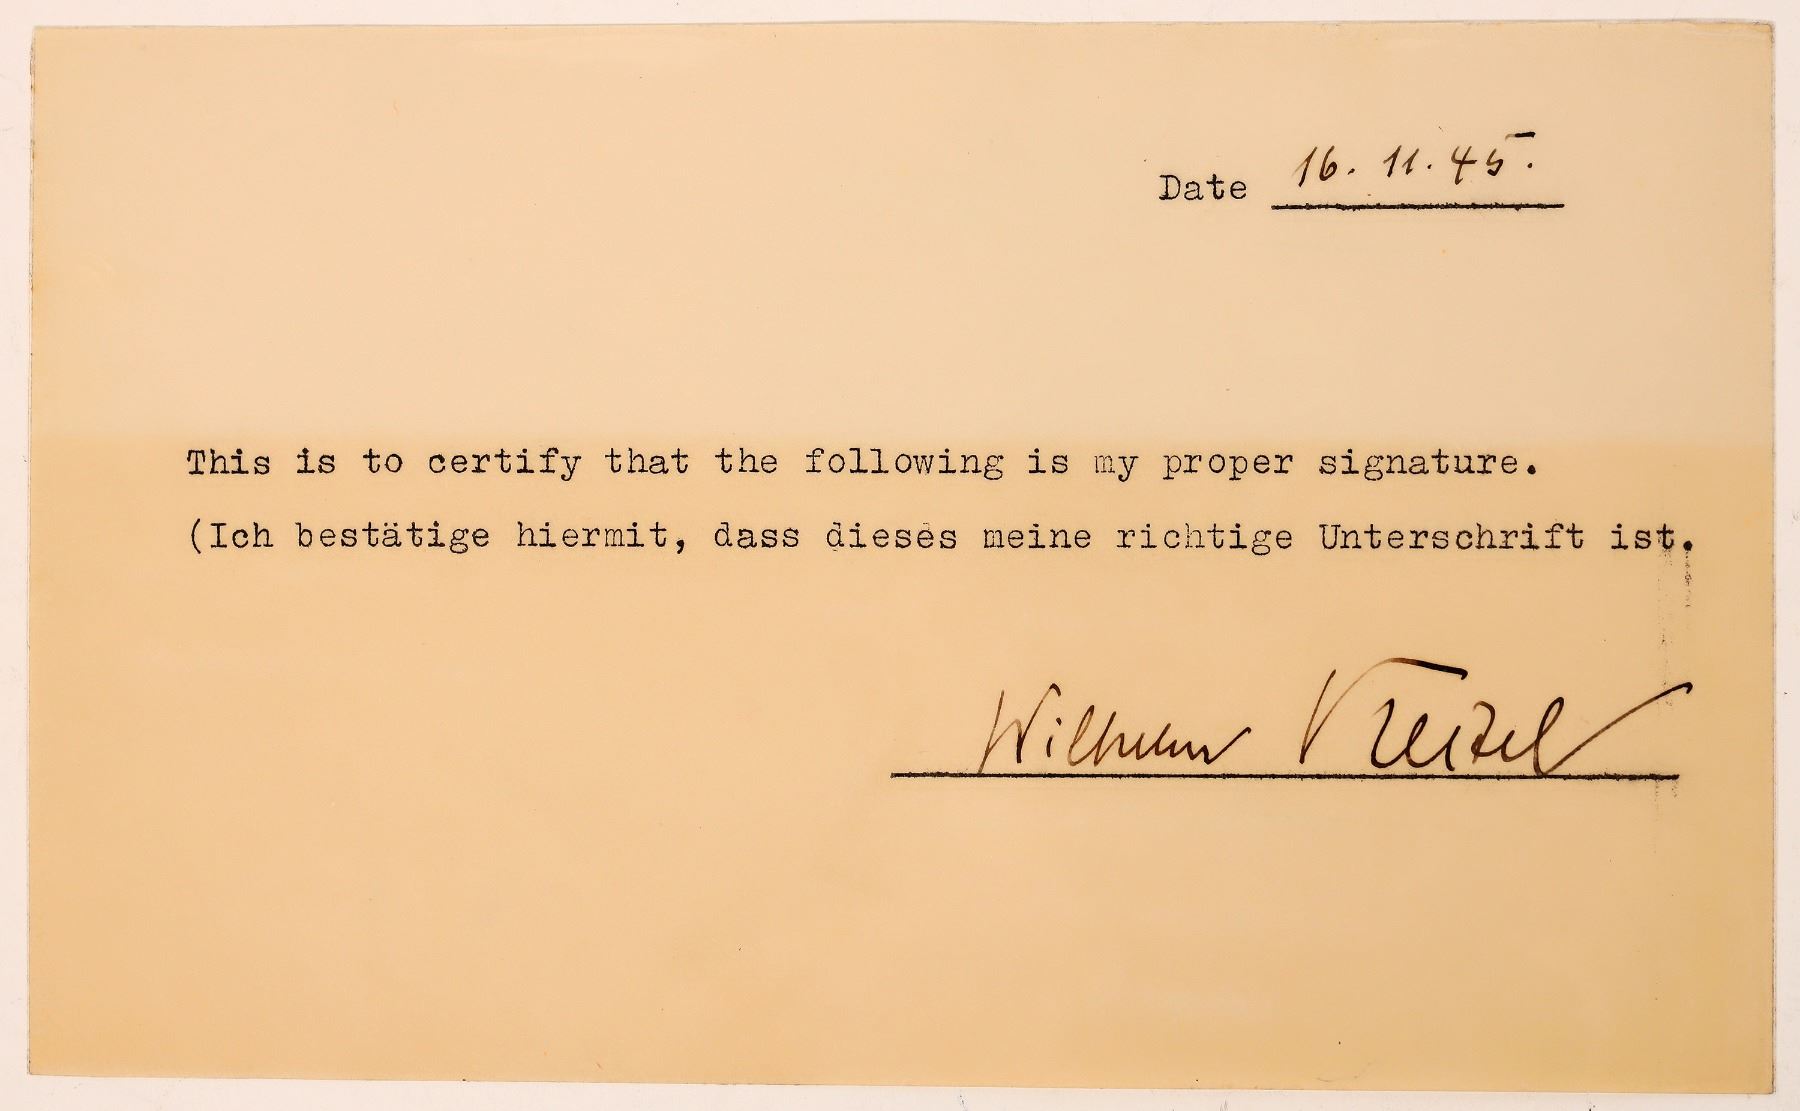 Date 16. 11. 45.
This is to certify that the following is my proper signature.
(Ich bestätige hiermit, dass dieses meine richtige Unterschrift ist.
Wilhelm Keitel